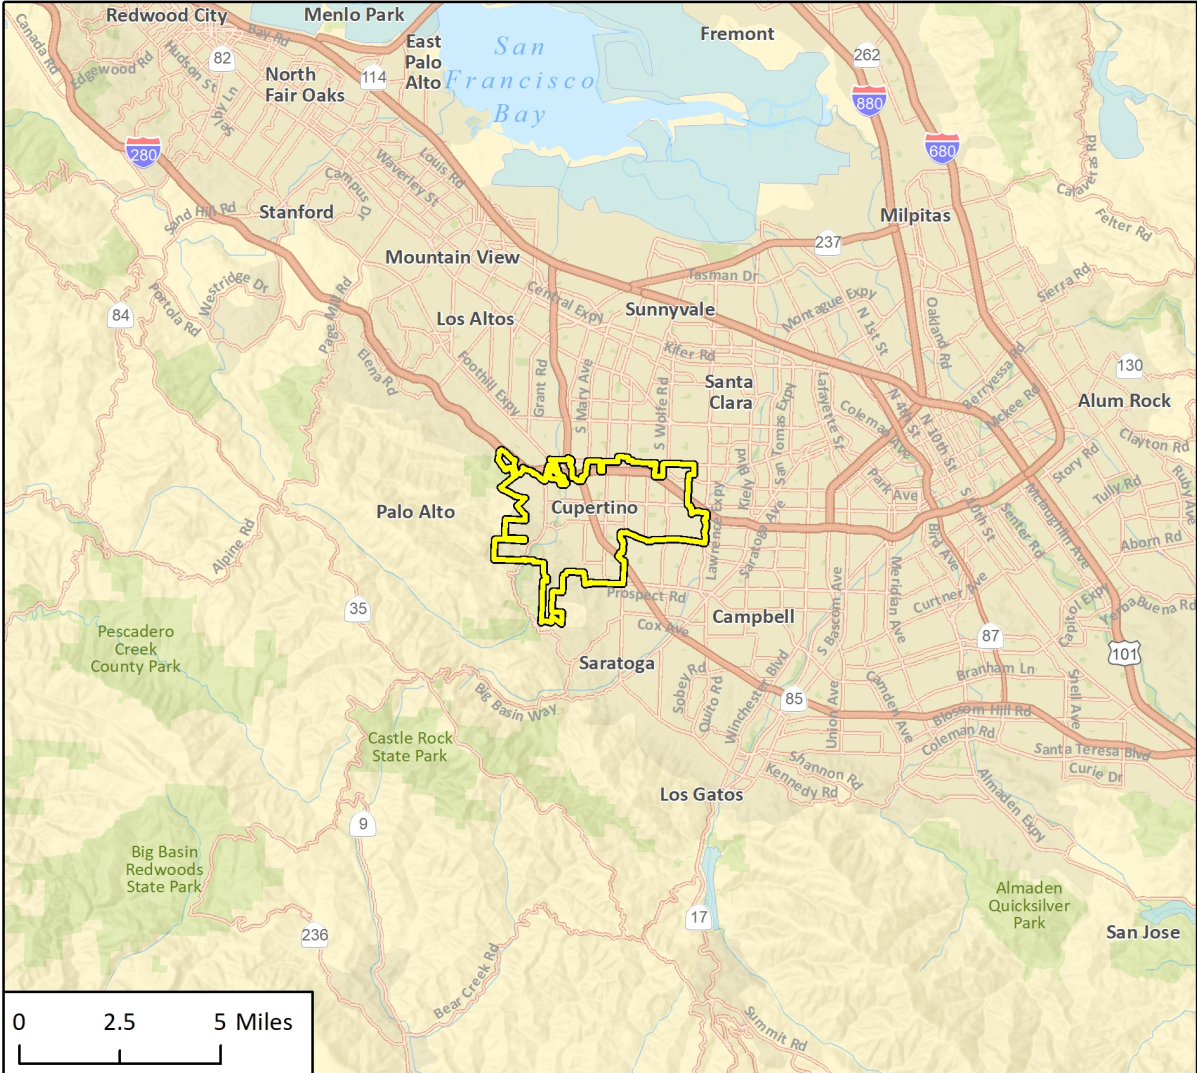 Redwood City
Menlo Park
Canada Rd
Bay Rd
East
Palo
Alto
San
Francisco
Bay
Fremont
262
82
Edgewood Rd
Hudson St
North
Fair Oaks
114
880
Selby Ln
280
680
Louis Rd
Waverley St
Calaveras Rd
Campus Dr
Sand Hill Rd
Stanford
Milpitas
Felter Rd
237
Mountain View
Tasman Dr
Westridge Dr
Portola Rd
Page Mill Rd
Central Expy
Sierra Rd
84
Los Altos
Sunnyvale
Montague Expy
N 1st St
Oakland Rd
Elena Rd
Foothill Expy
Grant Rd
S Mary Ave
Kifer Rd
S Wolfe Rd
Santa
Clara
Berryessa Rd
130
Mckee Rd
Alum Rock
San Tomas Expy
Lafayette St
Coleman Ave
N 4th St
N 10th St
Clayton Rd
Kiely Blvd
Story Rd
Park Ave
Tully Rd
Ruby Ave
Palo Alto
Cupertino
Lawrence Expy
Saratoga Ave
S 10th St
Senter Rd
Mclaughlin Ave
Alpine Rd
Bird Ave
Aborn Rd
35
Prospect Rd
Meridian Ave
Curtner Ave
Capitol Expy
Yerba Buena Rd
Campbell
S Bascom Ave
Cox Ave
87
Pescadero
Creek
County Park
101
Saratoga
Sobey Rd
Quito Rd
Winchester Blvd
Branham Ln
Big Basin Way
85
Union Ave
Camden Ave
Snell Ave
Blossom Hill Rd
Coleman Rd
Castle Rock
State Park
Santa Teresa Blvd
Shannon Rd
Curie Dr
Kennedy Rd
Los Gatos
Almaden Expy
9
Big Basin
Redwoods
State Park
Almaden
Quicksilver
Park
17
236
San Jose
Bear Creek Rd
Summit Rd
0 2.5 5 Miles